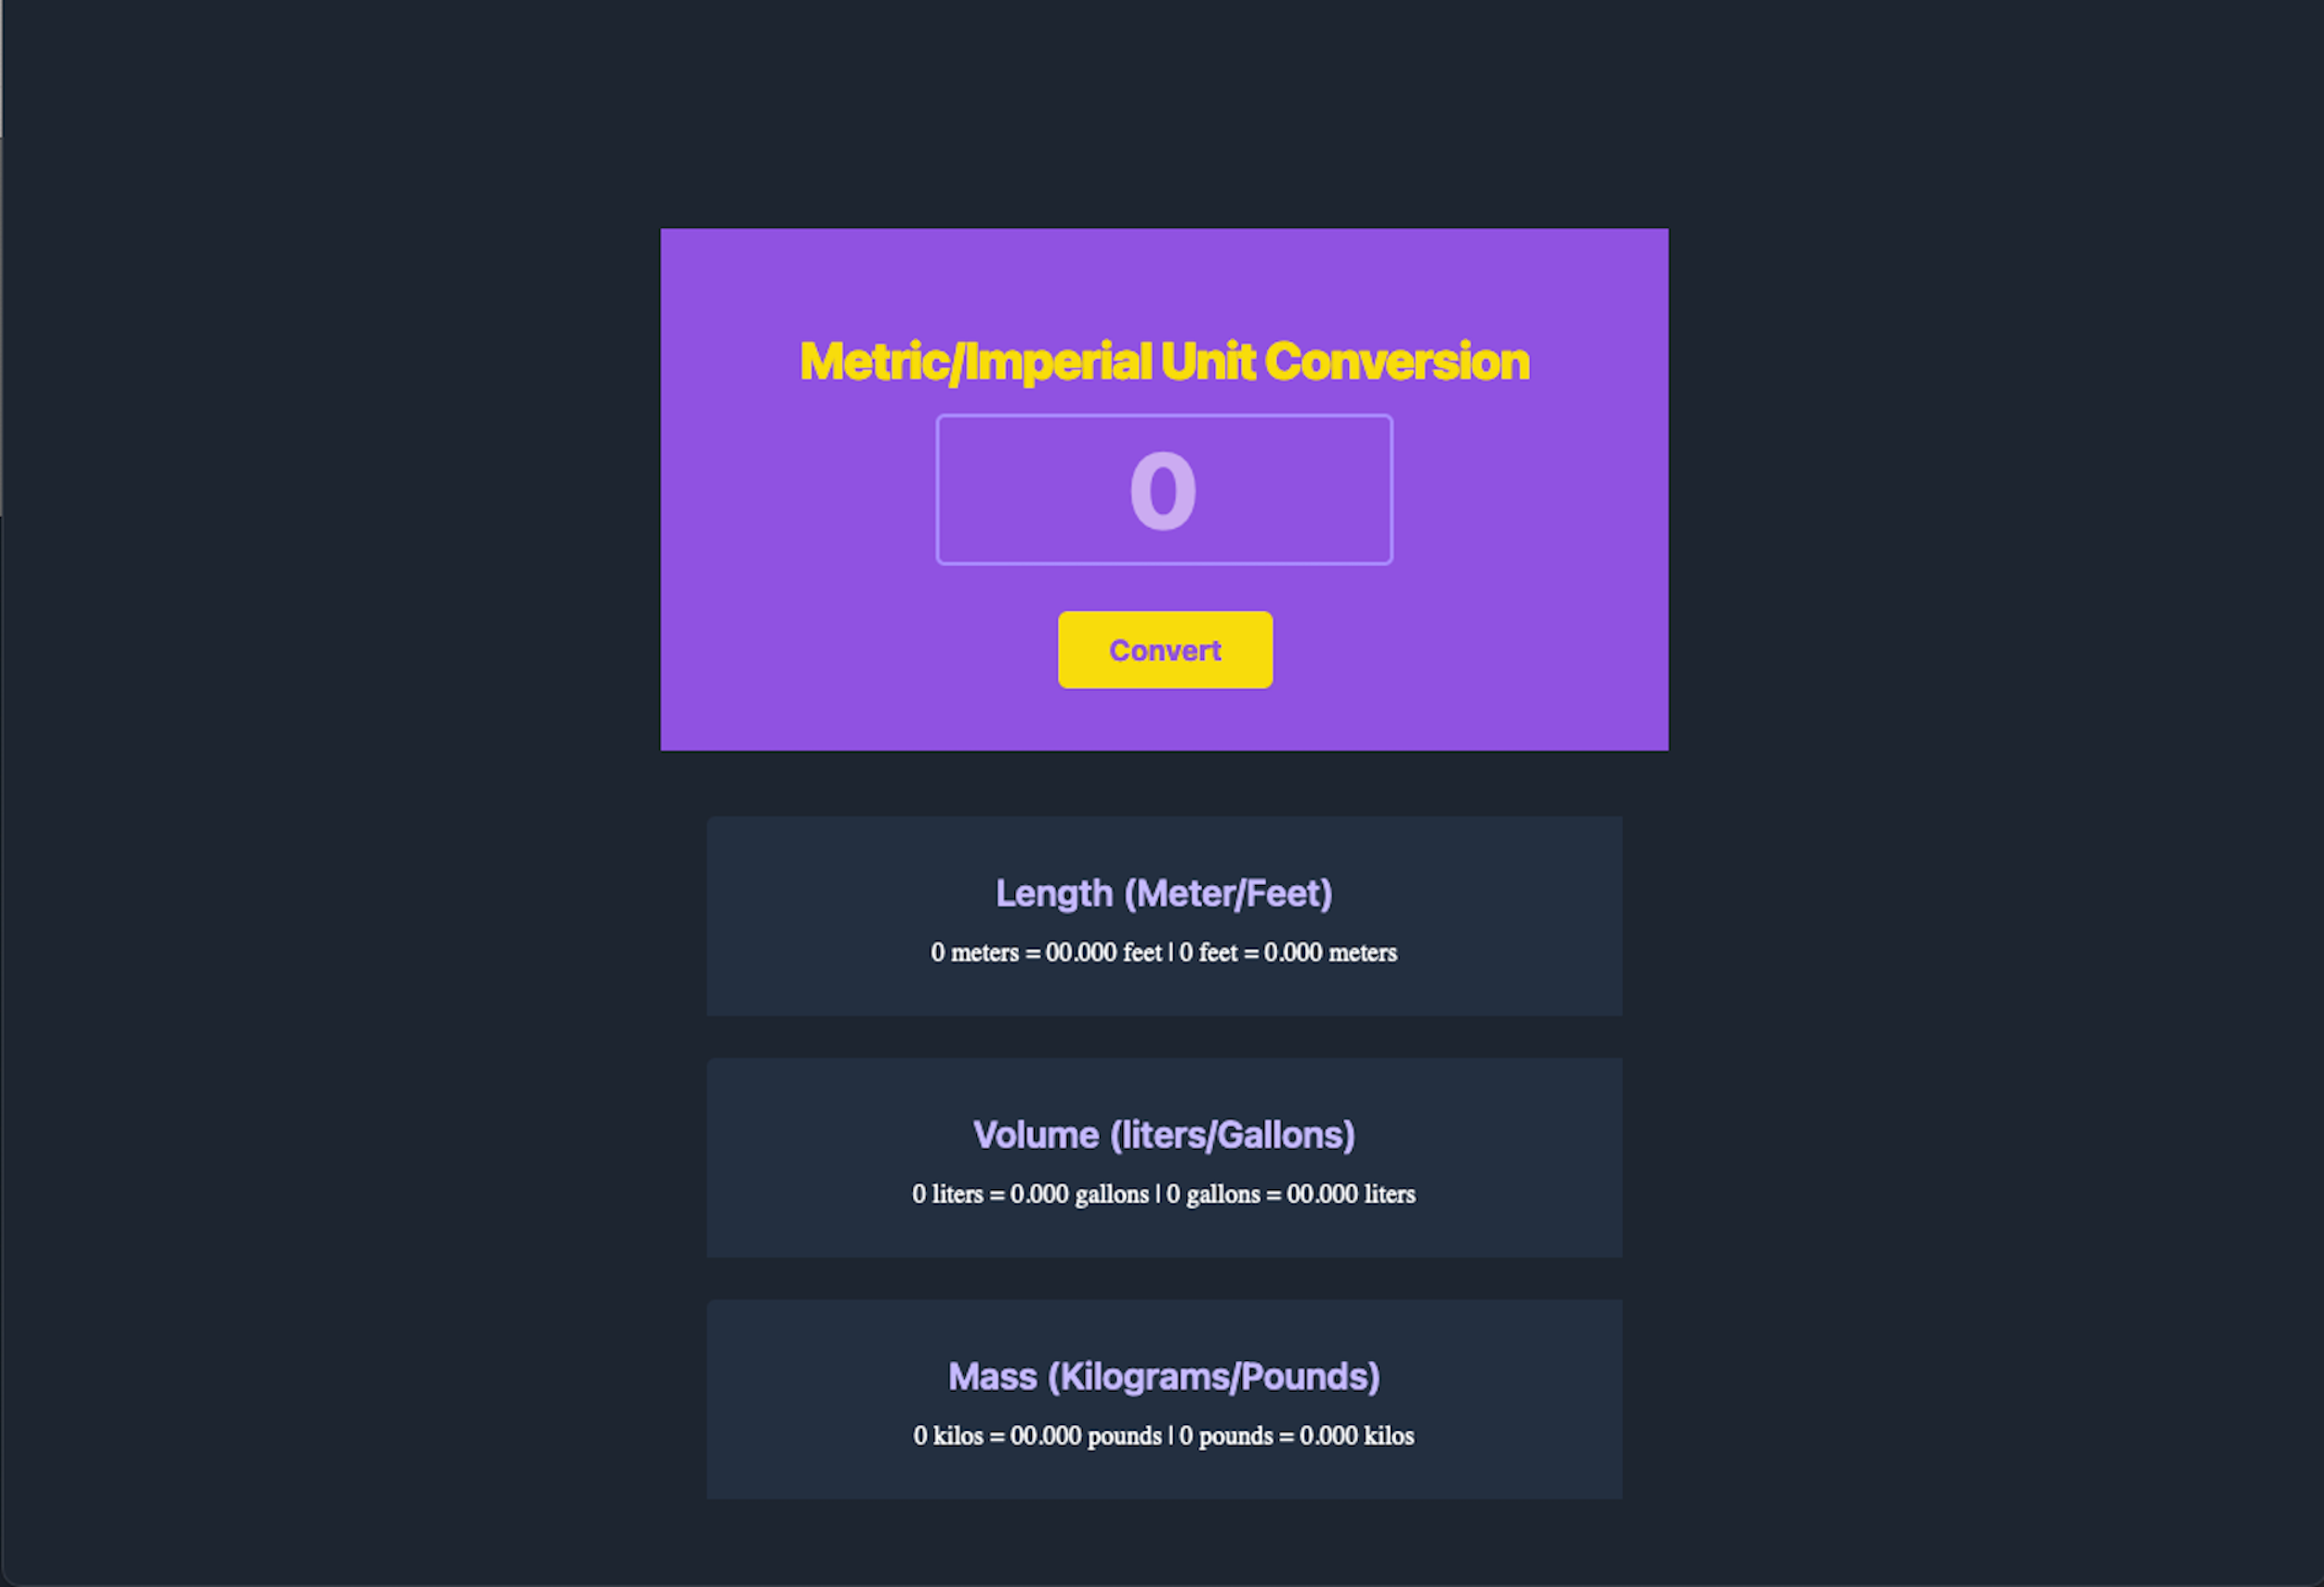 Metric/Imperial Unit Conversion
0
Convert
Length (Meter/Feet)
0 meters = 00.000 feet | 0 feet = 0.000 meters
Volume (liters/Gallons)
0 liters = 0.000 gallons | 0 gallons = 00.000 liters
Mass (Kilograms/Pounds)
0 kilos = 00.000 pounds | 0 pounds = 0.000 kilos